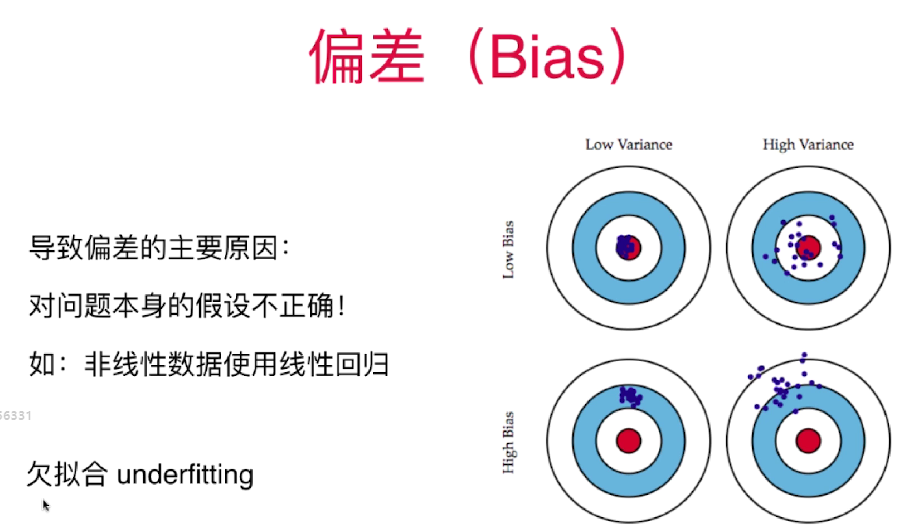 偏差（Bias）
Low Variance
High Variance
Low Bias
导致偏差的主要原因：
对问题本身的假设不正确！
如：非线性数据使用线性回归
High Bias
56331
欠拟合 underfitting